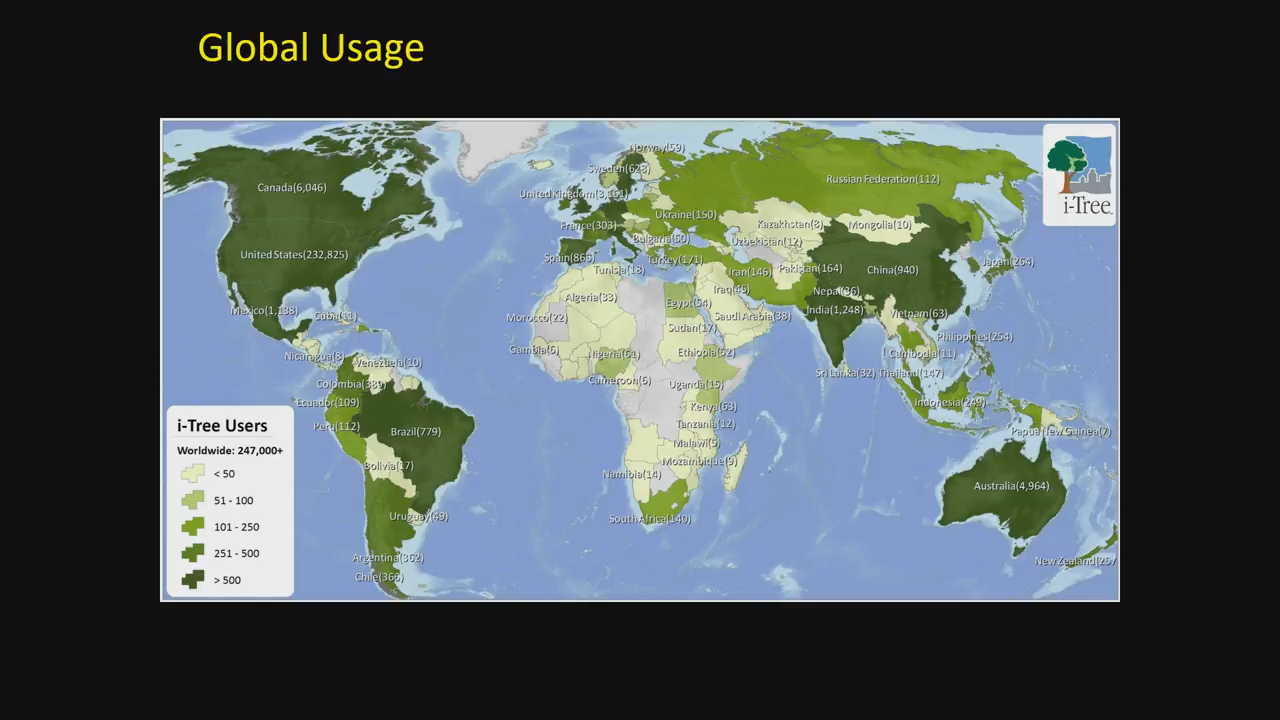 Global Usage
Norway(59)
Sweden(628)
Canada(6,046)
Russian Federation(112)
United Kingdom(3,161)
i-Tree
Ukraine(150)
France(303)
Kazakhstan(8)
Mongolia(10)
Bulgaria(50)
Uzbekistan(12)
United States(232,825)
Spain(865)
Turkey(171)
Japan(264)
Tunisia(18)
Iran(146)
Pakistan(164)
China(940)
Iraq(45)
Nepal(36)
Algeria(33)
Egypt(64)
Mexico(1,138)
Cuba(11)
Morocco(22)
Saudi Arabia(38)
India(1,248)
Vietnam(63)
Sudan(17)
Philippines(254)
Gambia(6)
Nigeria(61)
Ethiopia(52)
Cambodia(11)
Nicaragua(8)
Venezuela(10)
Sri Lanka(32)
Thailand(147)
Colombia(389)
Cameroon(6)
Uganda(15)
Ecuador(109)
Kenya(63)
Indonesia(249)
Peru(112)
Brazil(779)
Tanzania(12)
Papua New Guinea(7)
Malawi(5)
Bolivia(17)
Mozambique(9)
Namibia(14)
Australia(4,964)
Uruguay(49)
South Africa(140)
Argentina(362)
New Zealand(257
Chile(366)
i-Tree Users
Worldwide: 247,000+
< 50
51 - 100
101 - 250
251 - 500
> 500